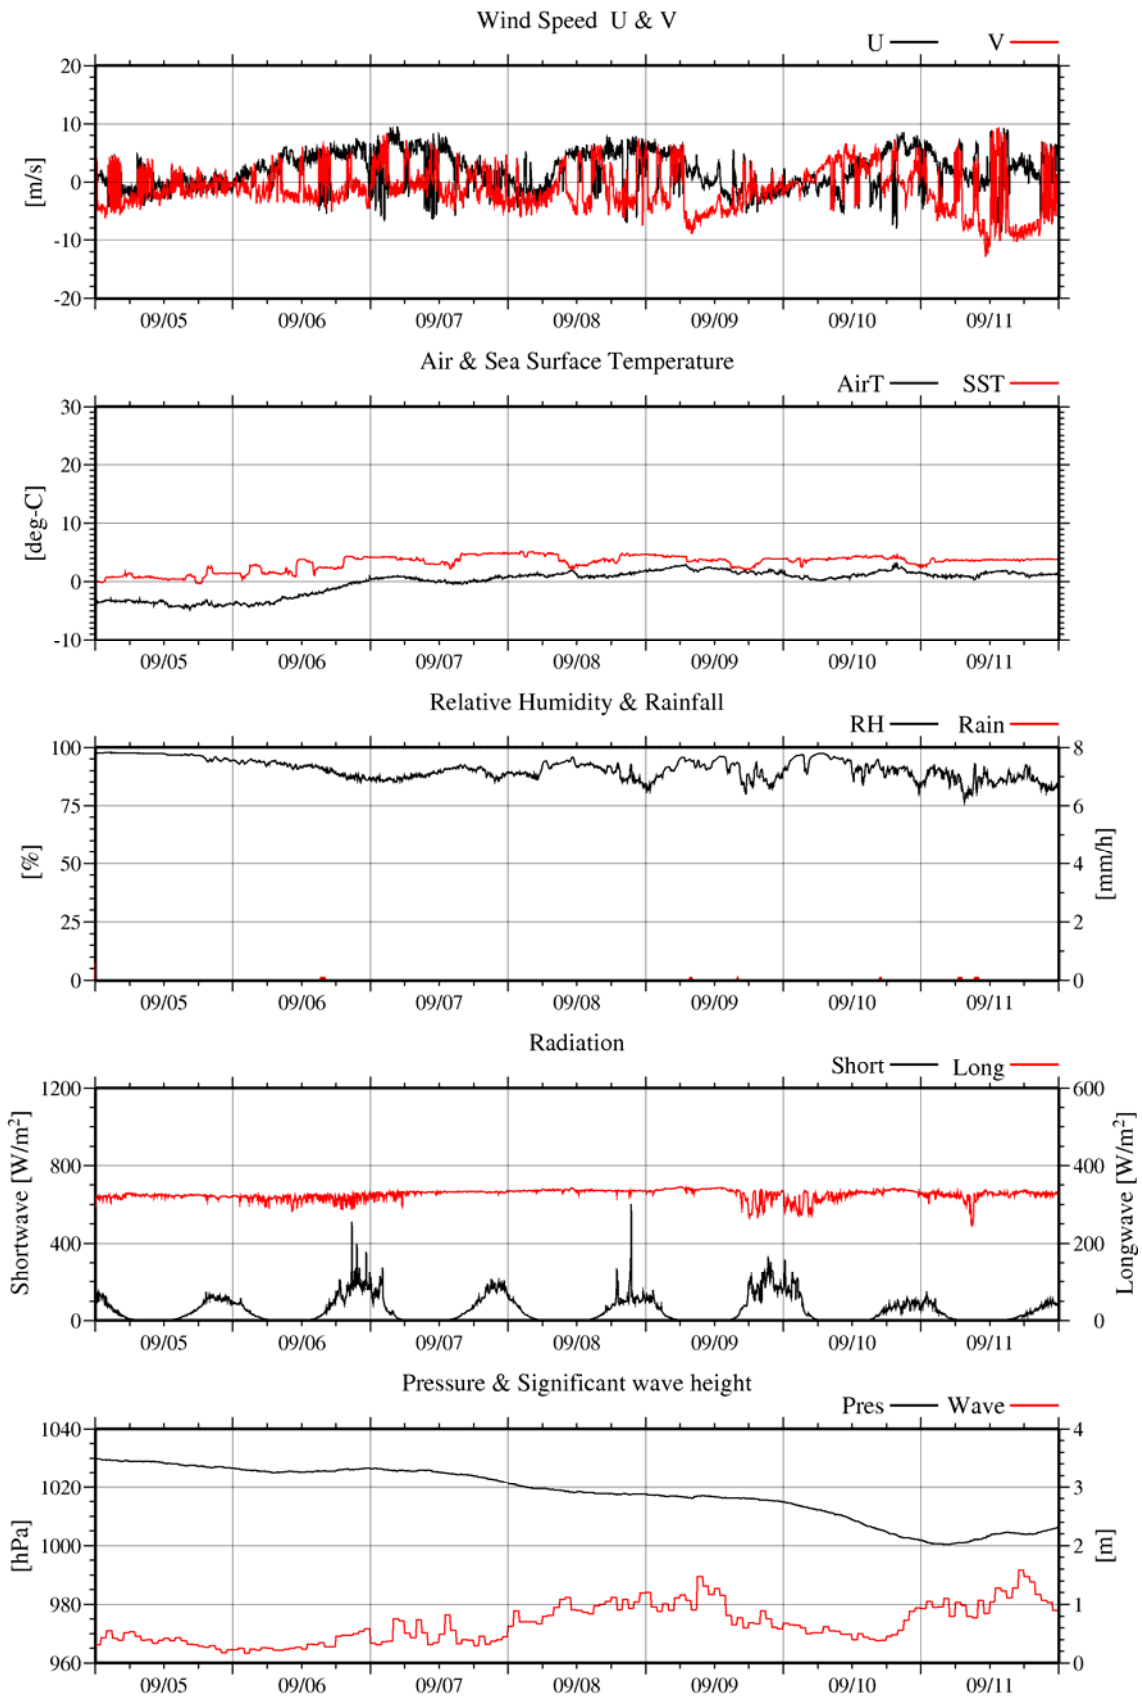 Wind Speed U & V
U V
20
10
0
-10
-20
[m/s]
09/05 09/06 09/07 09/08 09/09 09/10 09/11
Air & Sea Surface Temperature
AirT SST
30
20
10
0
-10
[deg-C]
09/05 09/06 09/07 09/08 09/09 09/10 09/11
Relative Humidity & Rainfall
RH Rain
100 8
75 6
50 4
25 2
0 0
[%] [mm/h]
09/05 09/06 09/07 09/08 09/09 09/10 09/11
Radiation
Short Long
1200 600
800 400
400 200
0 0
Shortwave [W/m²] Longwave [W/m²]
09/05 09/06 09/07 09/08 09/09 09/10 09/11
Pressure & Significant wave height
Pres Wave
1040 4
1020 3
1000 2
980 1
960 0
[hPa] [m]
09/05 09/06 09/07 09/08 09/09 09/10 09/11